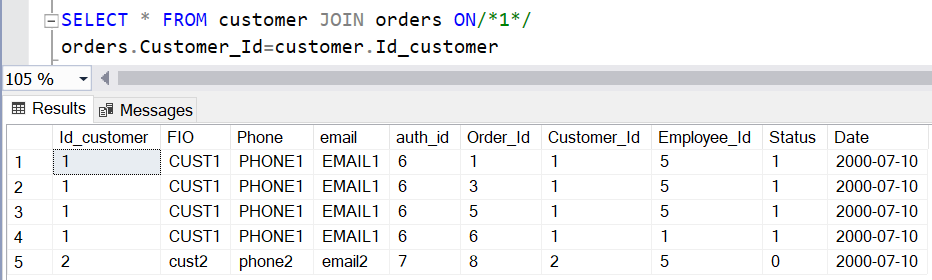 SELECT * FROM customer JOIN orders ON/*1*/
orders.Customer_Id=customer.Id_customer
105 %
Results Messages
Id_customer FIO Phone email auth_id Order_Id Customer_Id Employee_Id Status Date
1 1 CUST1 PHONE1 EMAIL1 6 1 1 5 1 2000-07-10
2 1 CUST1 PHONE1 EMAIL1 6 3 1 5 1 2000-07-10
3 1 CUST1 PHONE1 EMAIL1 6 5 1 5 1 2000-07-10
4 1 CUST1 PHONE1 EMAIL1 6 6 1 1 1 2000-07-10
5 2 cust2 phone2 email2 7 8 2 5 0 2000-07-10